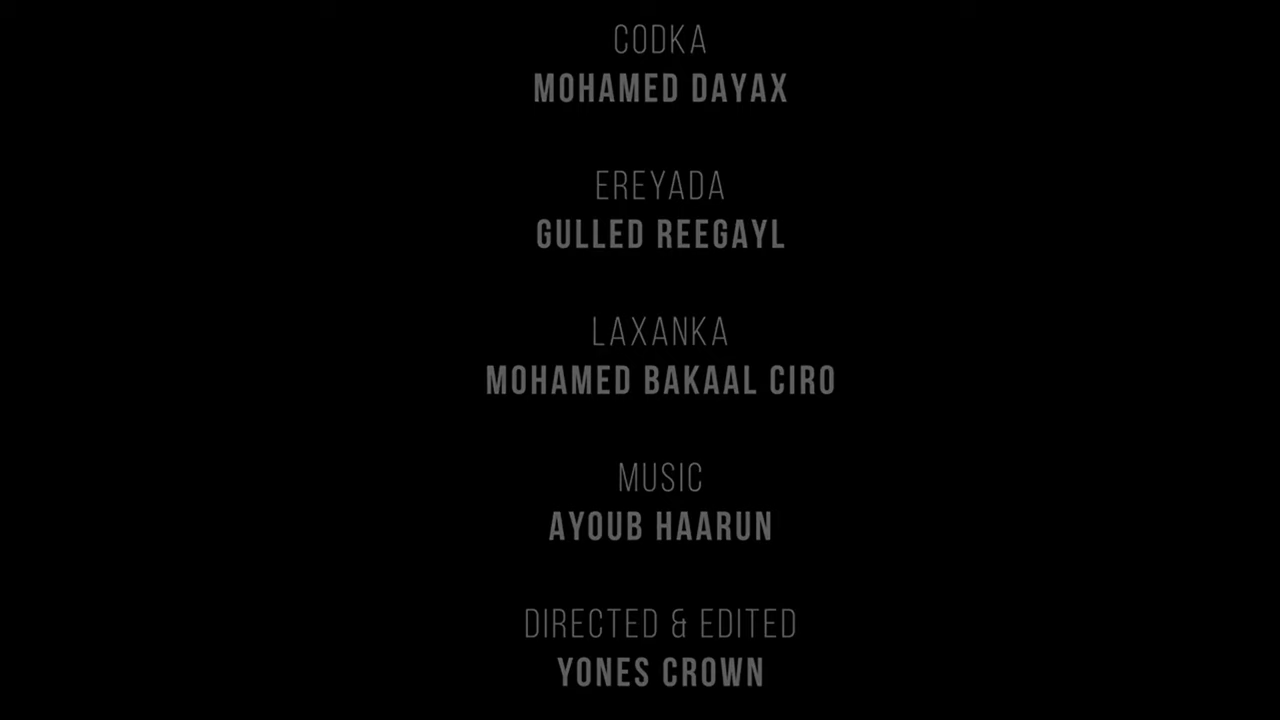 CODKA
MOHAMED DAYAX
EREYADA
GULLED REEGAYL
LAXANKA
MOHAMED BAKAAL CIRO
MUSIC
AYOUB HAARUN
DIRECTED & EDITED
YONES CROWN